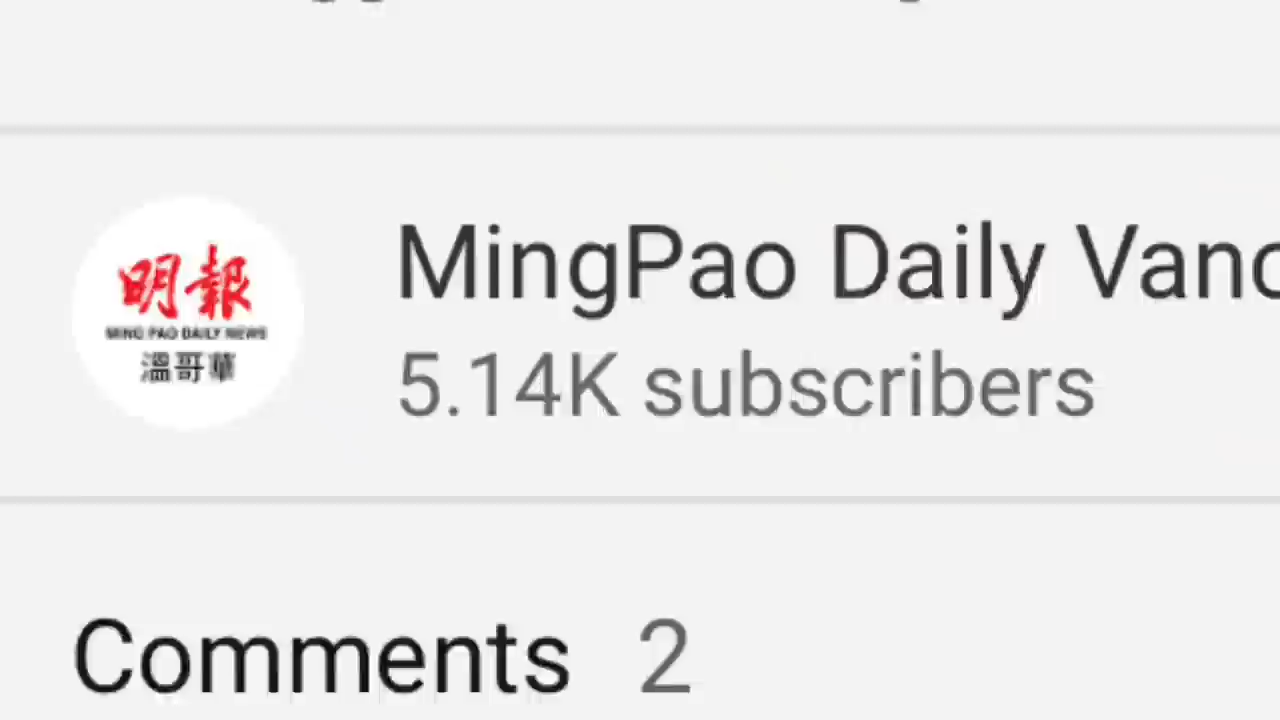 明報
MING PAO DAILY NEWS
溫哥華
MingPao Daily Vanc
5.14K subscribers
Comments 2